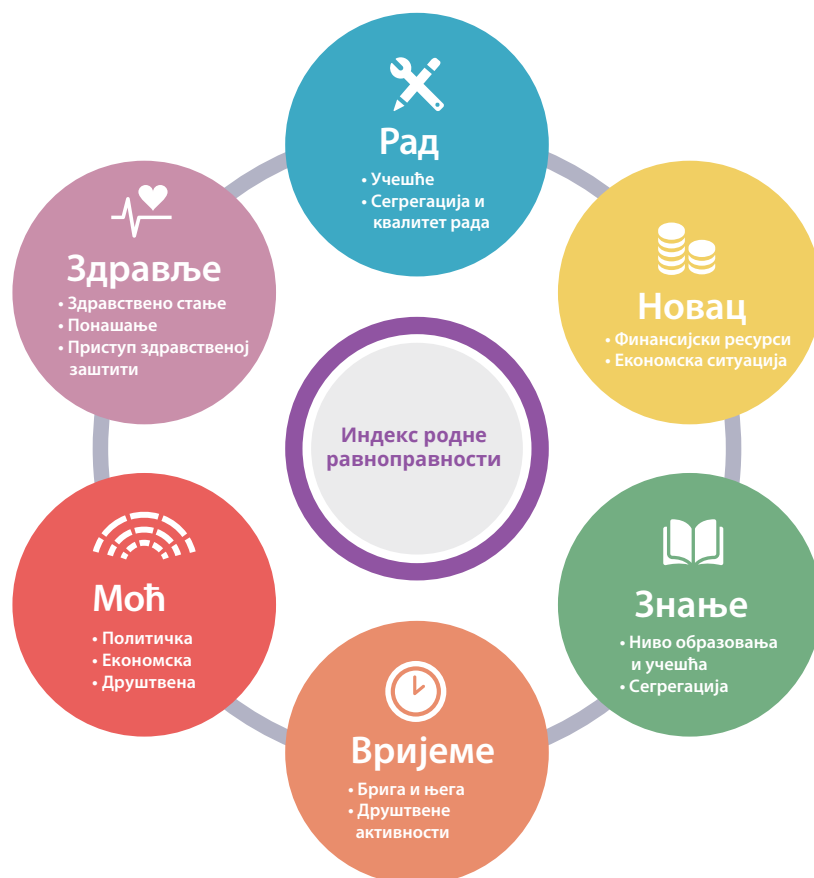 Рад
• Учешће
• Сегрегација и
квалитет рада
Новац
• Финансијски ресурси
• Економска ситуација
Знање
• Ниво образовања
и учешћа
• Сегрегација
Вријеме
• Брига и њега
• Друштвене
активности
Моћ
• Политичка
• Економска
• Друштвена
Здравље
• Здравствено стање
• Понашање
• Приступ здравственој
заштити
Индекс родне
равноправности